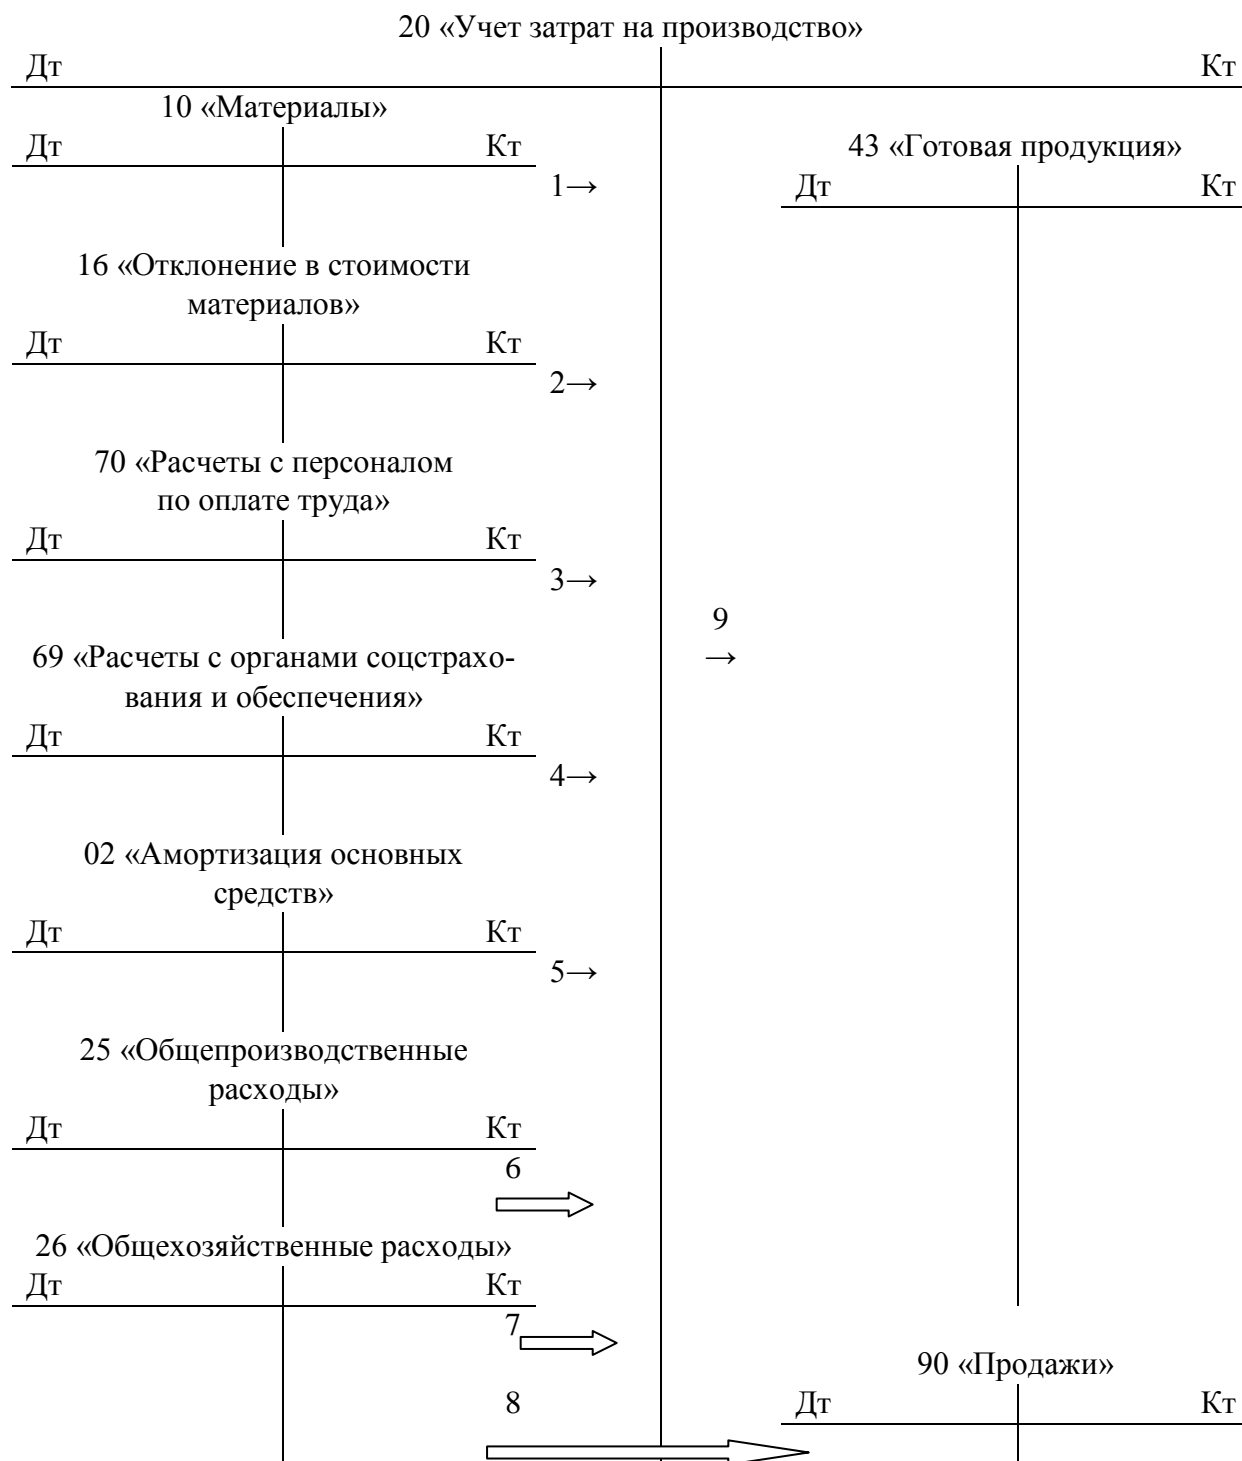 20 «Учет затрат на производство»
Дт Кт
10 «Материалы»
Дт Кт
43 «Готовая продукция»
1→
Дт Кт
16 «Отклонение в стоимости
материалов»
Дт Кт
2→
70 «Расчеты с персоналом
по оплате труда»
Дт Кт
3→
9
→
69 «Расчеты с органами соцстрахо-
вания и обеспечения»
Дт Кт
4→
02 «Амортизация основных
средств»
Дт Кт
5→
25 «Общепроизводственные
расходы»
Дт Кт
6
26 «Общехозяйственные расходы»
Дт Кт
7
90 «Продажи»
8
Дт Кт